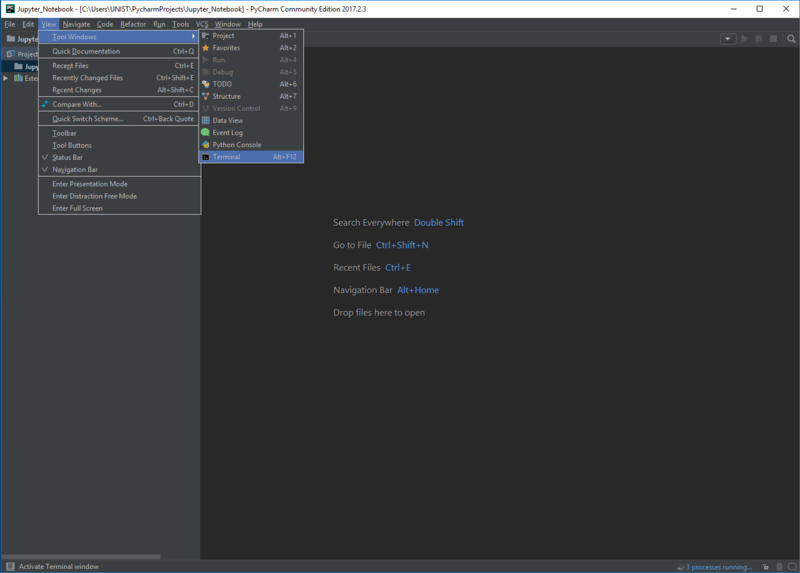 Jupyter_Notebook - [C:\Users\UNIST\PycharmProjects\Jupyter_Notebook] - PyCharm Community Edition 2017.2.3
File Edit View Navigate Code Refactor Run Tools VCS Window Help
Jupyte
Project
Jupy
Exter
Tool Windows
Quick Documentation Ctrl+Q
Recent Files Ctrl+E
Recently Changed Files Ctrl+Shift+E
Recent Changes Alt+Shift+C
Compare With... Ctrl+D
Quick Switch Scheme... Ctrl+Back Quote
Toolbar
Tool Buttons
Status Bar
Navigation Bar
Enter Presentation Mode
Enter Distraction Free Mode
Enter Full Screen
Project Alt+1
Favorites Alt+2
Run Alt+4
Debug Alt+5
TODO Alt+6
Structure Alt+7
Version Control Alt+9
Data View
Event Log
Python Console
Terminal Alt+F12
Search Everywhere Double Shift
Go to File Ctrl+Shift+N
Recent Files Ctrl+E
Navigation Bar Alt+Home
Drop files here to open
Activate Terminal window
3 processes running...